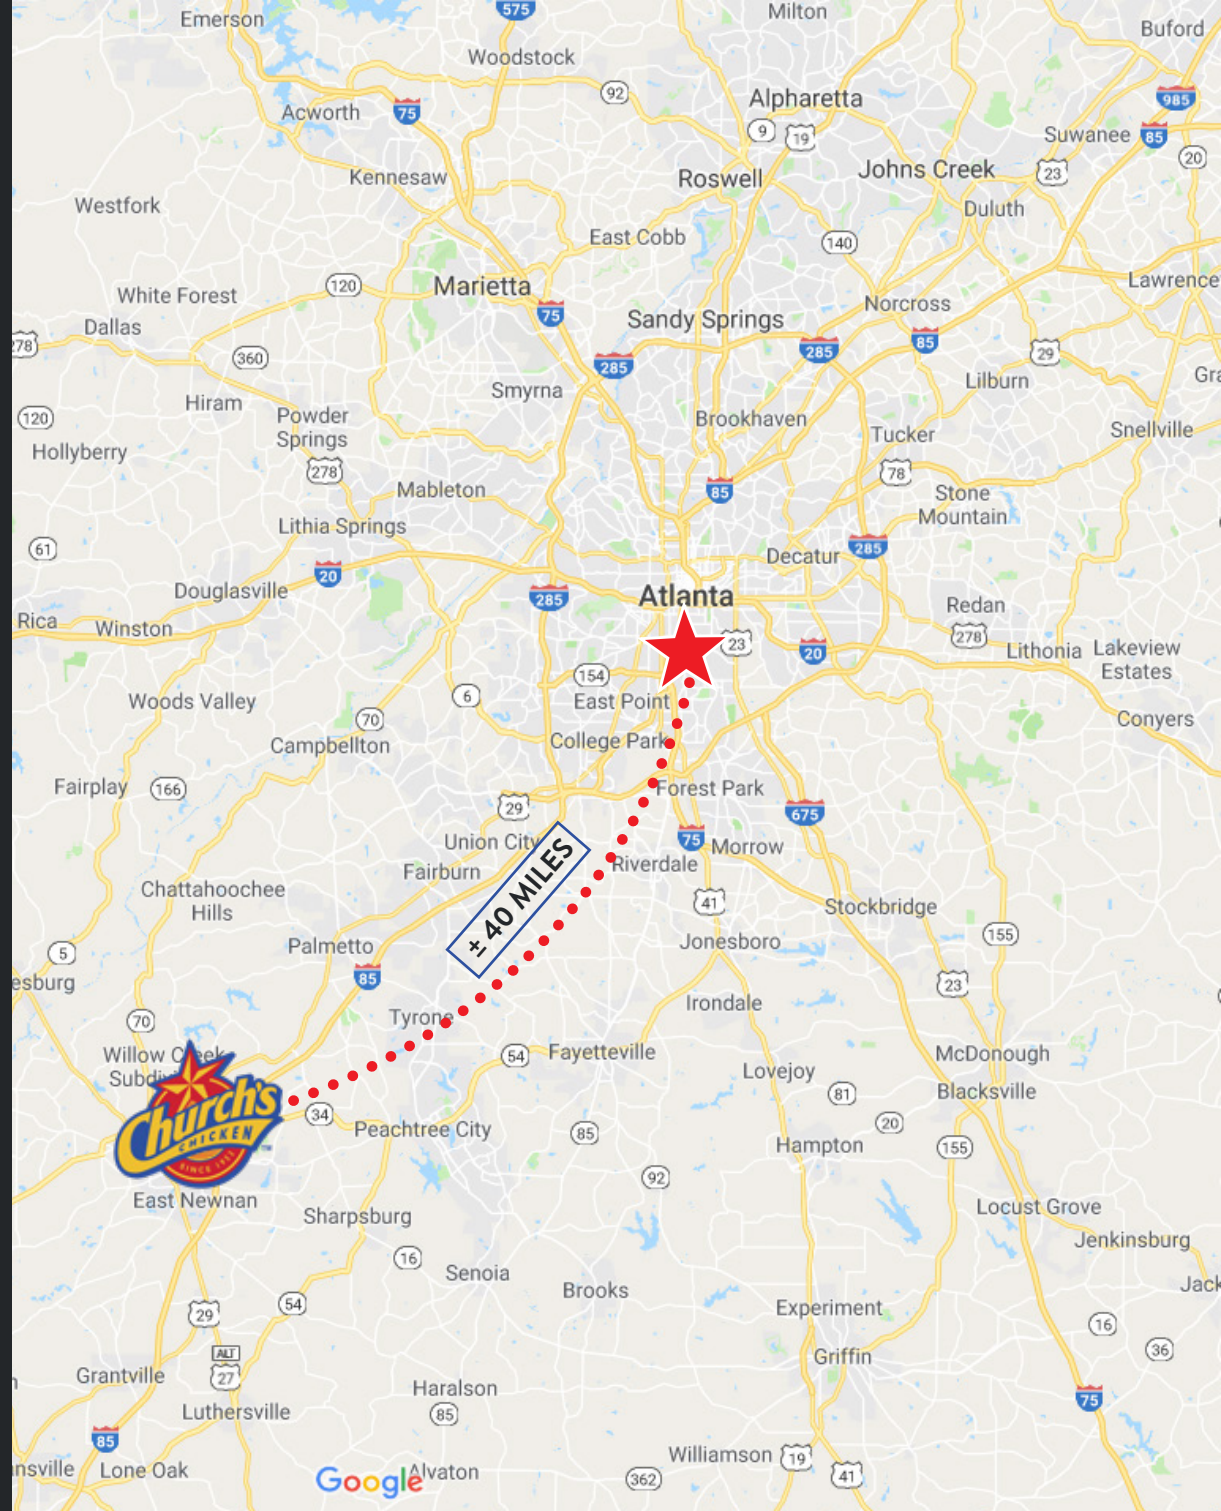 575
Milton
Emerson
Buford
Woodstock
92
985
Alpharetta
Acworth
75
9
19
Suwanee
85
20
Kennesaw
Roswell
Johns Creek
23
Westfork
Duluth
East Cobb
140
120
Marietta
Lawrence
White Forest
75
Norcross
Dallas
Sandy Springs
278
360
285
285
85
29
Smyrna
Lilburn
Gra
Hiram
120
Powder
Springs
Brookhaven
Tucker
Snellville
Hollyberry
278
78
Mableton
85
Stone
Mountain
Lithia Springs
61
285
Decatur
20
Douglasville
285
Atlanta
Redan
Rica
Winston
23
20
278
Lithonia
Lakeview
Estates
154
Woods Valley
6
East Point
70
Conyers
Campbellton
College Park
Fairplay
166
Forest Park
29
675
Union City
75
Morrow
± 40 MILES
Riverdale
Fairburn
Chattahoochee
Hills
41
Stockbridge
155
Palmetto
Jonesboro
5
85
esburg
23
Irondale
70
Tyrone
Willow Creek
Subdivi
54
Fayetteville
McDonough
Lovejoy
Blacksville
81
Church's
CHICKEN
SINCE 1952
34
Peachtree City
85
20
Hampton
155
92
East Newnan
Sharpsburg
Locust Grove
Jenkinsburg
16
Senoia
Brooks
Jack
54
29
Experiment
16
ALT
27
36
Griffin
Grantville
Haralson
85
75
Luthersville
85
Williamson
19
nsville
Lone Oak
Google
Alvaton
362
41